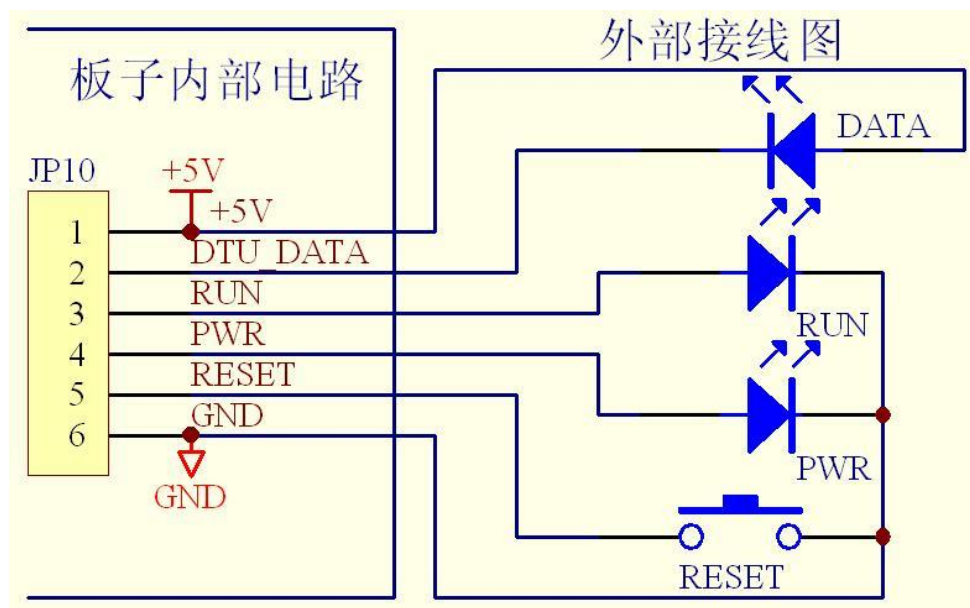 外部接线图
板子内部电路
DATA
JP10
+5V
+5V
1
DTU_DATA
2
RUN
3
RUN
PWR
4
RESET
5
GND
6
PWR
GND
RESET